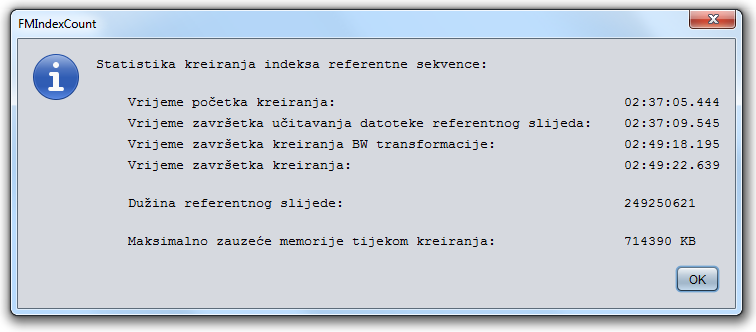 FMIndexCount
Statistika kreiranja indeksa referentne sekvence:
Vrijeme početka kreiranja: 02:37:05.444
Vrijeme završetka učitavanja datoteke referentnog slijeda: 02:37:09.545
Vrijeme završetka kreiranja BW transformacije: 02:49:18.195
Vrijeme završetka kreiranja: 02:49:22.639
Dužina referentnog slijede: 249250621
Maksimalno zauzeće memorije tijekom kreiranja: 714390 KB
OK